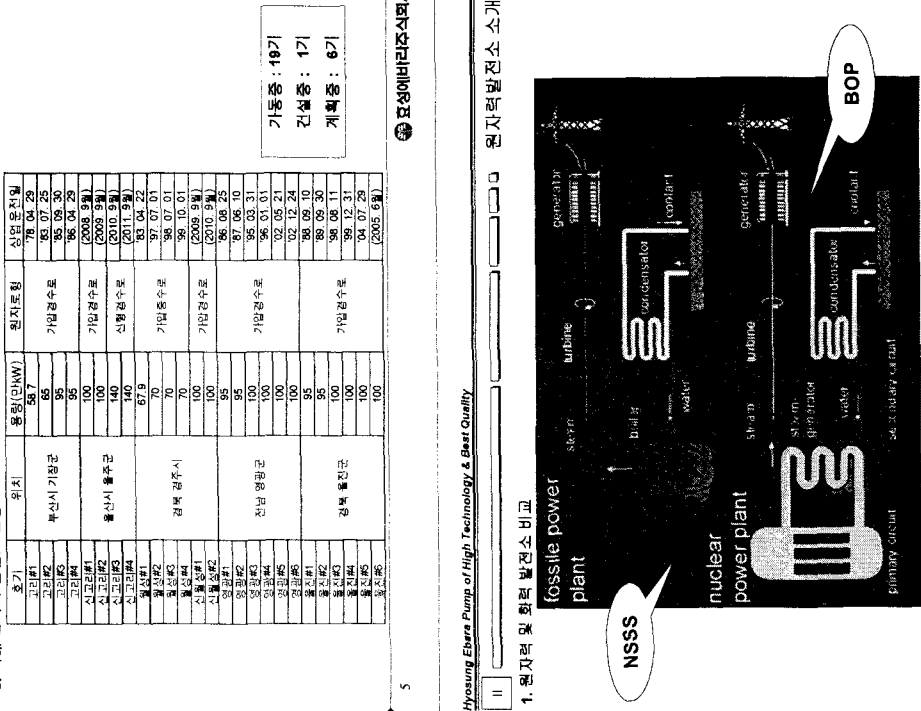 호기 위치 용량(만KW) 원자로형 상업운전일
고리#1 부산시 기장군 58.7 가압경수로 '78. 04. 29
고리#2 65 '83. 07. 25
고리#3 95 '85. 09. 30
고리#4 95 '86. 04. 29
신고리#1 울산시 울주군 100 가압경수로 (2008. 9월)
신고리#2 100 (2009. 9월)
신고리#3 140 신형경수로 (2010. 9월)
신고리#4 140 (2011. 9월)
월성#1 경북 경주시 67.9 가압중수로 '83. 04. 22
월성#2 70 '97. 07. 01
월성#3 70 '98. 07. 01
월성#4 70 '99. 10. 01
신월성#1 100 가압경수로 (2009. 9월)
신월성#2 100 (2010. 9월)
영광#1 전남 영광군 95 가압경수로 '86. 08. 25
영광#2 95 '87. 06. 10
영광#3 100 '95. 03. 31
영광#4 100 '96. 01. 01
영광#5 100 '02. 05. 21
영광#6 100 '02. 12. 24
울진#1 경북 울진군 95 가압경수로 '88. 09. 10
울진#2 95 '89. 09. 30
울진#3 100 '98. 08. 11
울진#4 100 '99. 12. 31
울진#5 100 '04. 07. 29
울진#6 100 (2005. 6월)
가동중 : 19기
건설중 : 1기
계획중 : 6기
5
효성에바라주식회사
Hyosung Ebara Pump of High Technology & Best Quality
II 원자력발전소 소개
1. 원자력 및 화력 발전소 비교
fossile power
plant
steam
turbine
generator
boiler
water
condensator
coolant
NSSS
nuclear
power plant
steam
turbine
generator
steam-
generator
water
condensator
coolant
primary circuit
secondary circuit
BOP